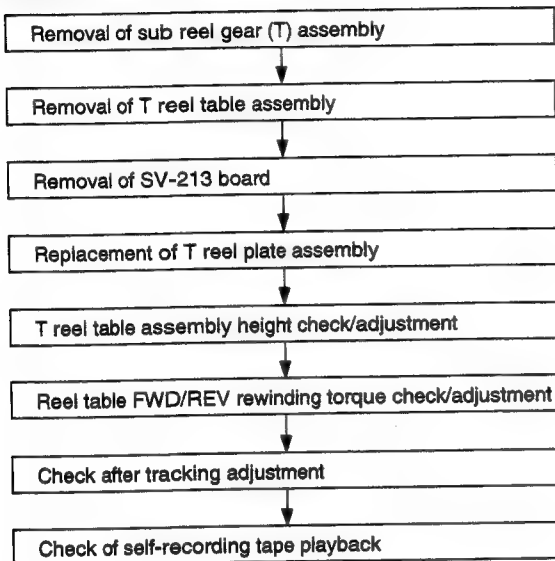 Removal of sub reel gear (T) assembly
Removal of T reel table assembly
Removal of SV-213 board
Replacement of T reel plate assembly
T reel table assembly height check/adjustment
Reel table FWD/REV rewinding torque check/adjustment
Check after tracking adjustment
Check of self-recording tape playback